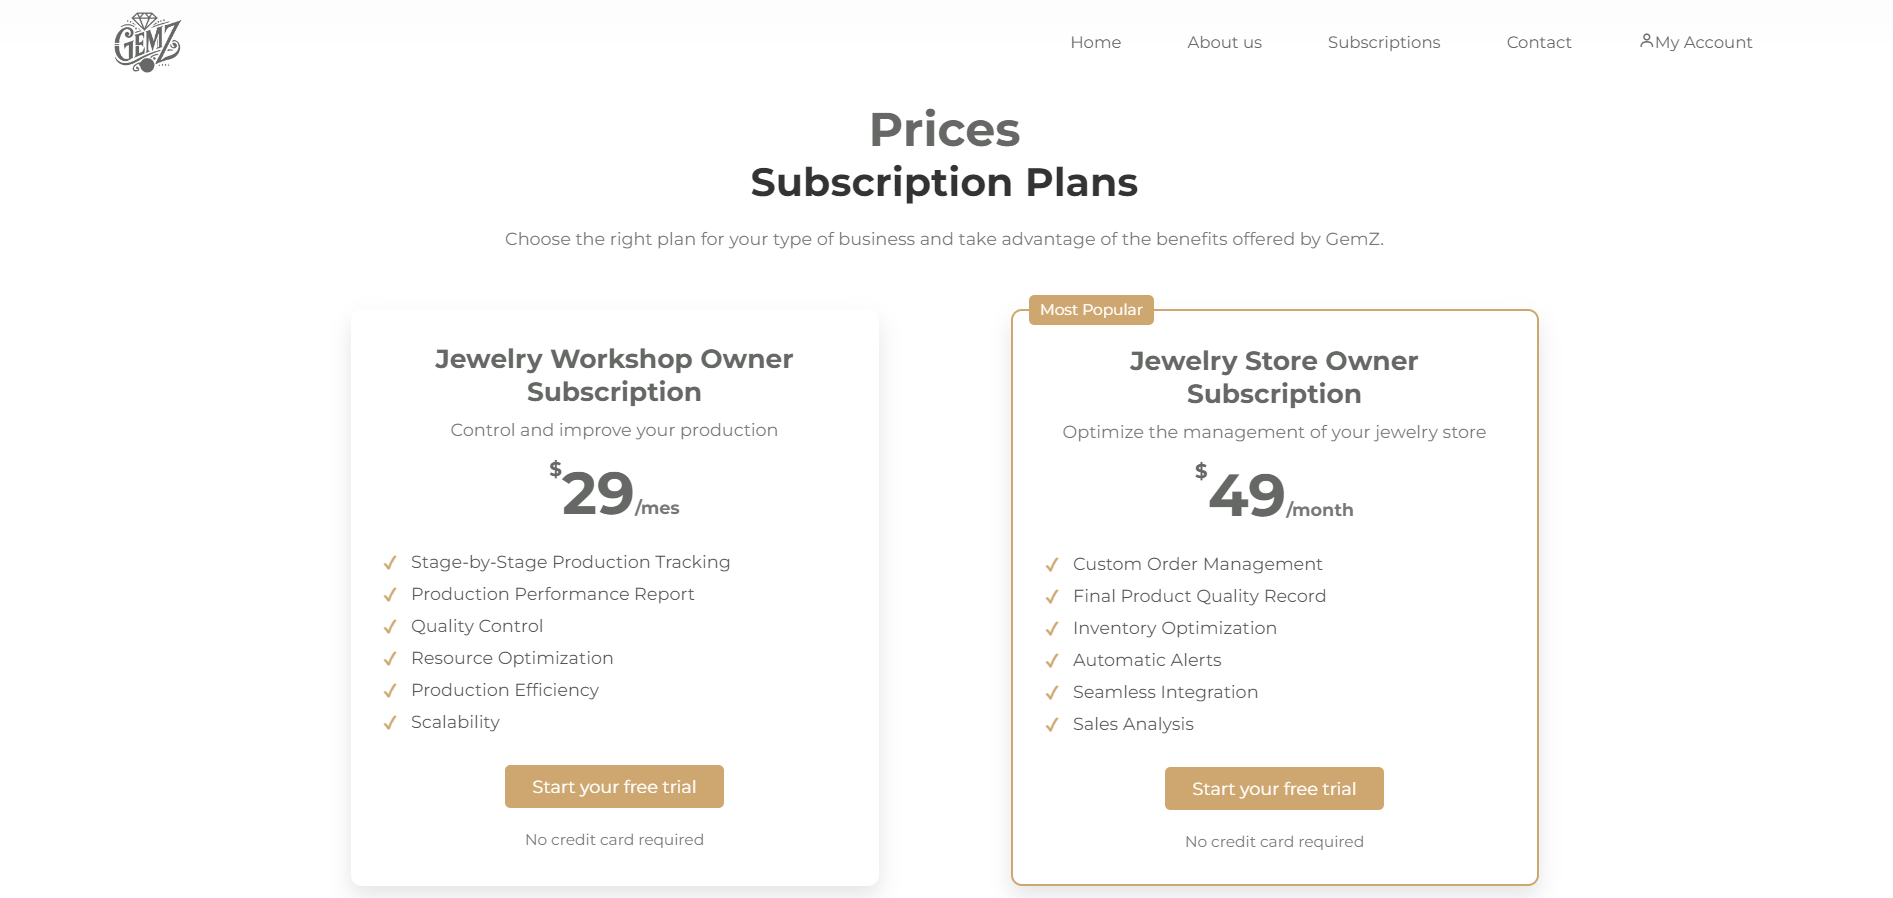 GEMZ
Home
About us
Subscriptions
Contact
My Account
Prices
Subscription Plans
Choose the right plan for your type of business and take advantage of the benefits offered by GemZ.
Jewelry Workshop Owner
Subscription
Control and improve your production
$29/mes
Stage-by-Stage Production Tracking
Production Performance Report
Quality Control
Resource Optimization
Production Efficiency
Scalability
Start your free trial
No credit card required
Most Popular
Jewelry Store Owner
Subscription
Optimize the management of your jewelry store
$49/month
Custom Order Management
Final Product Quality Record
Inventory Optimization
Automatic Alerts
Seamless Integration
Sales Analysis
Start your free trial
No credit card required